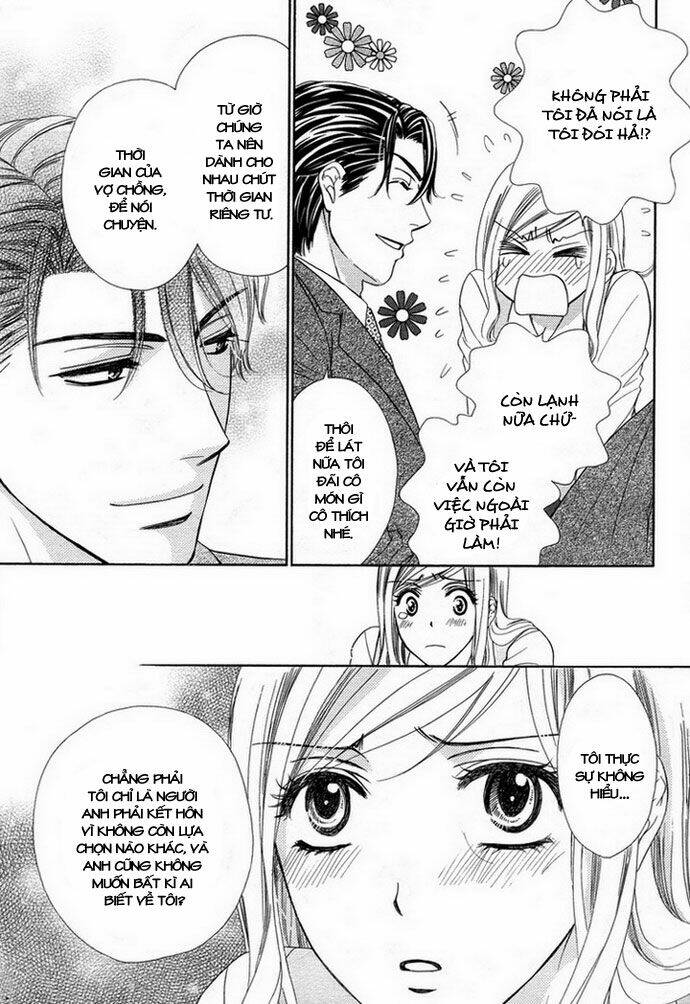 KHÔNG PHẢI
TÔI ĐÃ NÓI LÀ
TÔI ĐÓI HẢ!?
CÒN LẠNH
NỮA CHỨ-
VÀ TÔI
VẪN CÒN
VIỆC NGOÀI
GIỜ PHẢI
LÀM!
THÔI
ĐỂ LÁT
NỮA TÔI
ĐÃI CÔ
MÓN GÌ
CÔ THÍCH
NHÉ.
TỪ GIỜ
CHÚNG
TA NÊN
DÀNH CHO
NHAU CHÚT
THỜI GIAN
RIÊNG TƯ.
THỜI
GIAN CỦA
VỢ CHỒNG,
ĐỂ NÓI
CHUYỆN.
TÔI THỰC
SỰ KHÔNG
HIỂU...
CHẲNG PHẢI
TÔI CHỈ LÀ NGƯỜI
ANH PHẢI KẾT HÔN
VÌ KHÔNG CÒN LỰA
CHỌN NÀO KHÁC, VÀ
ANH CŨNG KHÔNG
MUỐN BẤT KÌ AI
BIẾT VỀ TÔI?